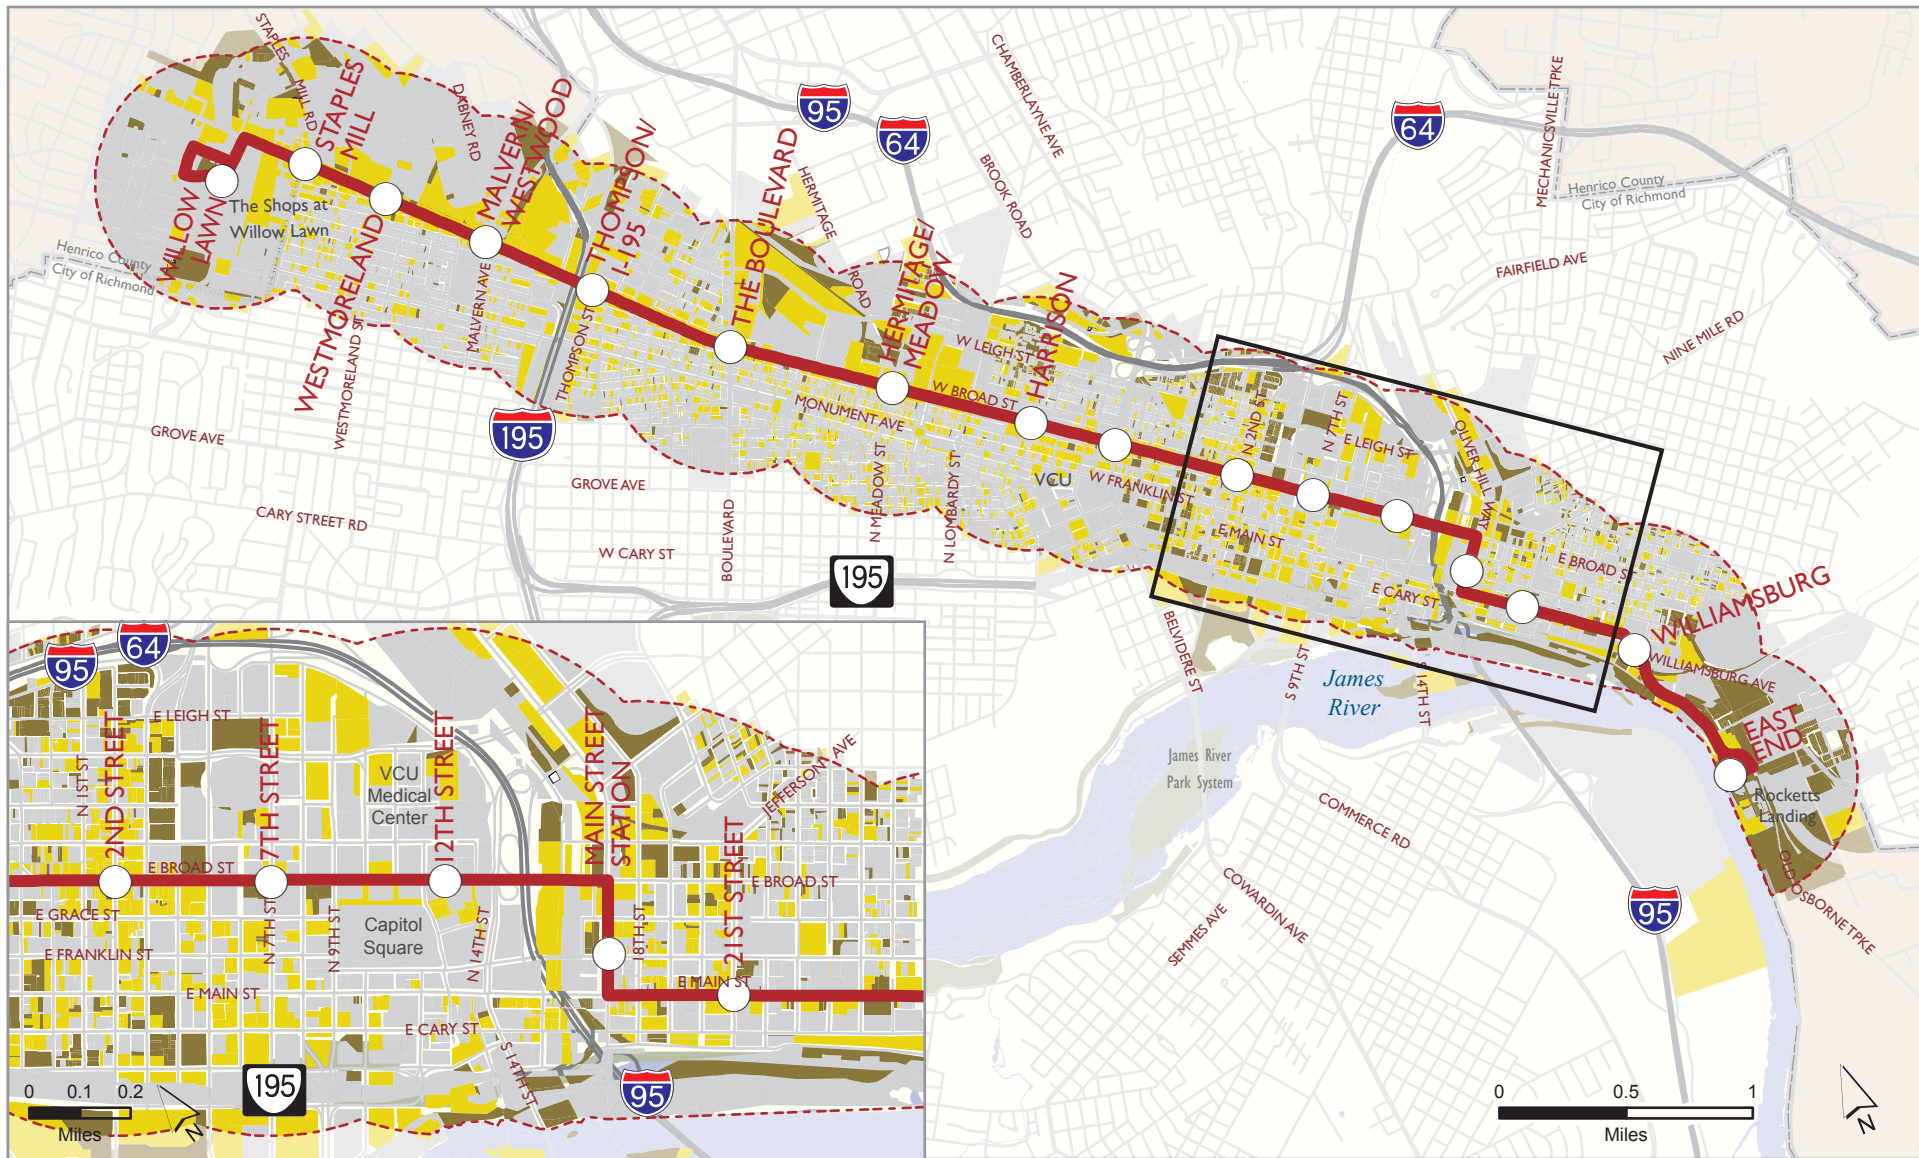 STAPLES
MILL RD
STAPLES
MILL
DABNEY RD
MALVERN/
WESTWOOD
THOMPSON/
I-195
THE BOULEVARD
HERMITAGE
ROAD
HERMITAGE/
MEADOW
95
64
CHAMBERLAYNE AVE
BROOK ROAD
64
MECHANICSVILLE TPKE
Henrico County
City of Richmond
FAIRFIELD AVE
NINE MILE RD
WILLOW
LAWN
The Shops at
Willow Lawn
Henrico County
City of Richmond
WESTMORELAND
WESTMORELAND ST
MALVERN AVE
THOMPSON ST
HARRISON
W LEIGH ST
W BROAD ST
MONUMENT AVE
N 2ND ST
N 7TH ST
E LEIGH ST
OLIVER HILL WAY
GROVE AVE
195
GROVE AVE
CARY STREET RD
W CARY ST
BOULEVARD
N MEADOW ST
N LOMBARDY ST
VCU
W FRANKLIN ST
E MAIN ST
E BROAD ST
E CARY ST
195
BELVIDERE ST
S 9TH ST
James
River
S 14TH ST
WILLIAMSBURG
WILLIAMSBURG AVE
EAST
END
Rocketts
Landing
OLD OSBORNE TPKE
James River
Park System
COMMERCE RD
COWARDIN AVE
SEMMES AVE
95
0 0.5 1
Miles
N
95
64
E LEIGH ST
N 1ST ST
2ND STREET
7TH STREET
VCU
Medical
Center
12TH STREET
MAIN STREET
STATION
JEFFERSON AVE
21ST STREET
E BROAD ST
E BROAD ST
E GRACE ST
N 7TH ST
N 9TH ST
Capitol
Square
N 14TH ST
18TH ST
E FRANKLIN ST
E MAIN ST
E MAIN ST
E CARY ST
S 14TH ST
195
95
0 0.1 0.2
Miles
N